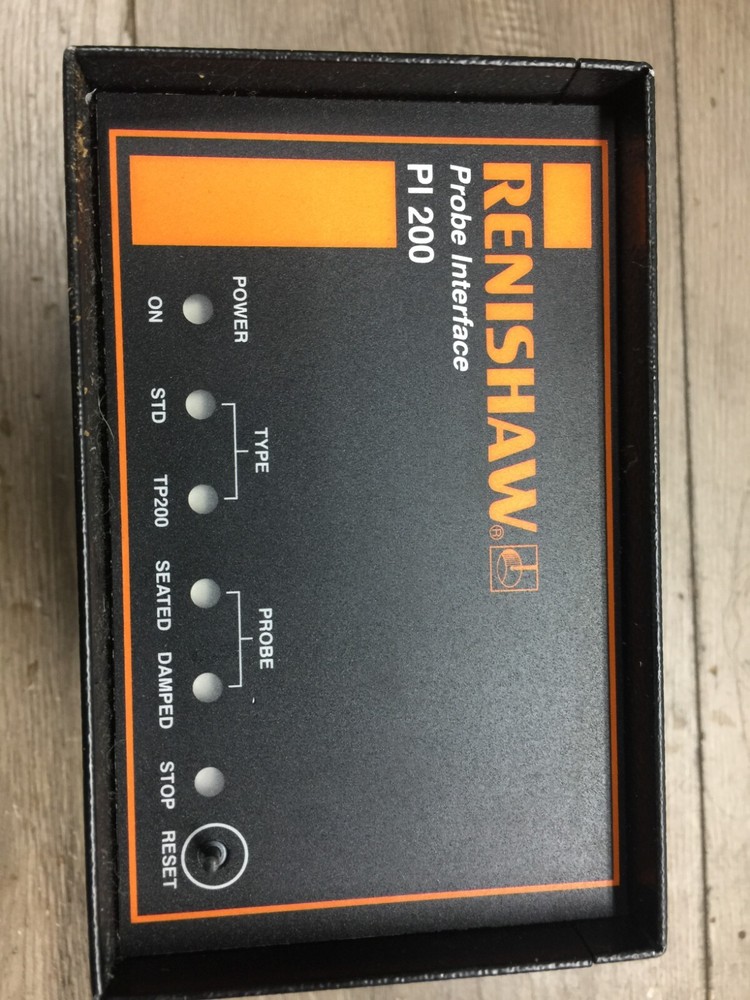 RENISHAW®
Probe Interface
PI 200
POWER
TYPE
PROBE
ON
STD
TP200
SEATED
DAMPED
STOP
RESET